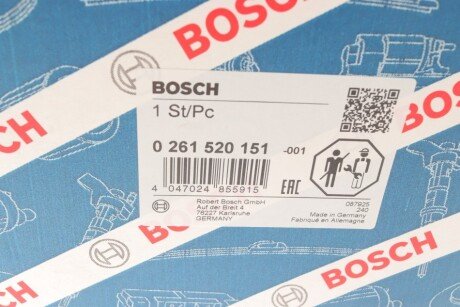 BOSCH
BOSCH
BOSCH
1 St/Pc
0 261 520 151 -001
4 047024 855915
EAC
Robert Bosch GmbH
Auf der Breit 4
76227 Karlsruhe
GERMANY
087925
240
Made in Germany
Fabriqué en Allemagne
BOSCH
BOSCH